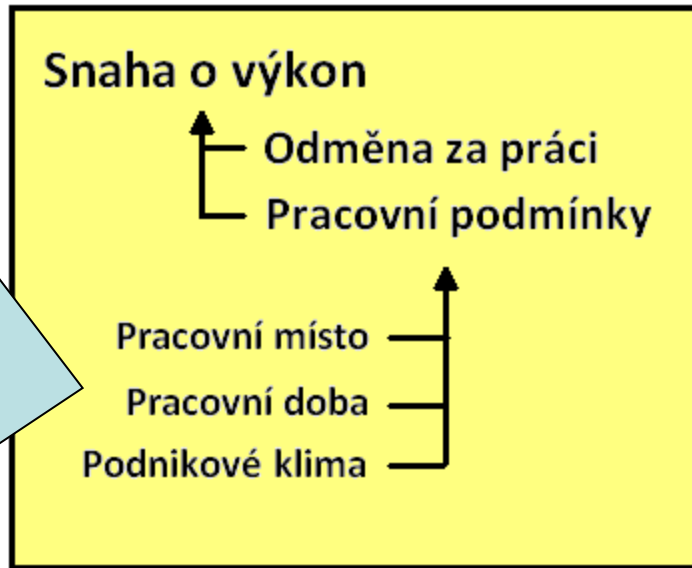 Snaha o výkon
Odměna za práci
Pracovní podmínky
Pracovní místo
Pracovní doba
Podnikové klima